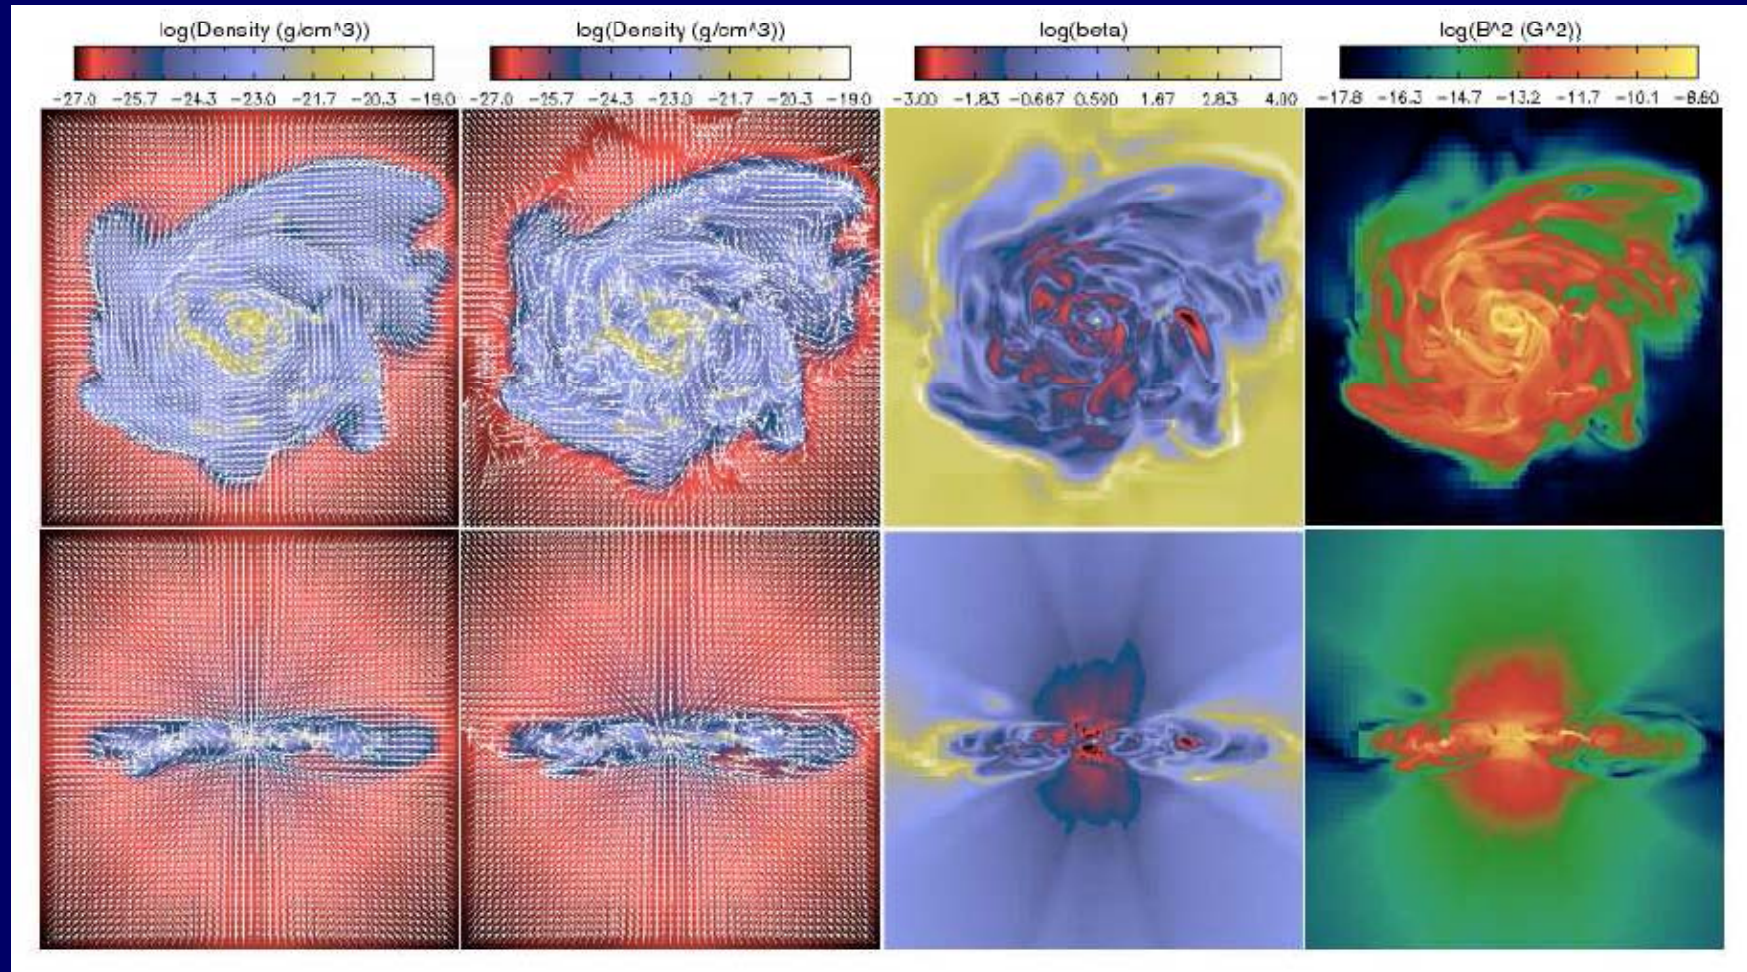 log(Density (g/cm^3))
log(Density (g/cm^3))
log(beta)
log(B^2 (G^2))
-27.0 -25.7 -24.3 -23.0 -21.7 -20.3 -19.0
-27.0 -25.7 -24.3 -23.0 -21.7 -20.3 -19.0
-3.00 -1.83 -0.667 0.500 1.67 2.83 4.00
-17.8 -16.3 -14.7 -13.2 -11.7 -10.1 -8.60